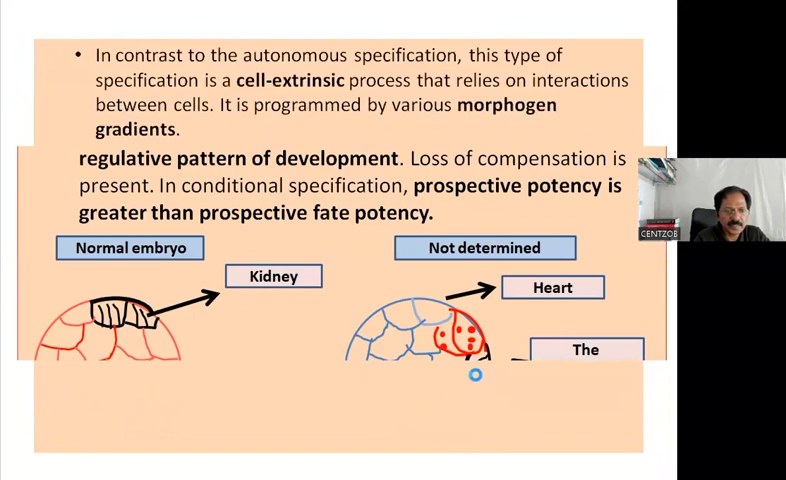 • In contrast to the autonomous specification, this type of
specification is a cell-extrinsic process that relies on interactions
between cells. It is programmed by various morphogen
gradients.
regulative pattern of development. Loss of compensation is
present. In conditional specification, prospective potency is
greater than prospective fate potency.
Normal embryo
Not determined
Kidney
Heart
The
CENTZOB